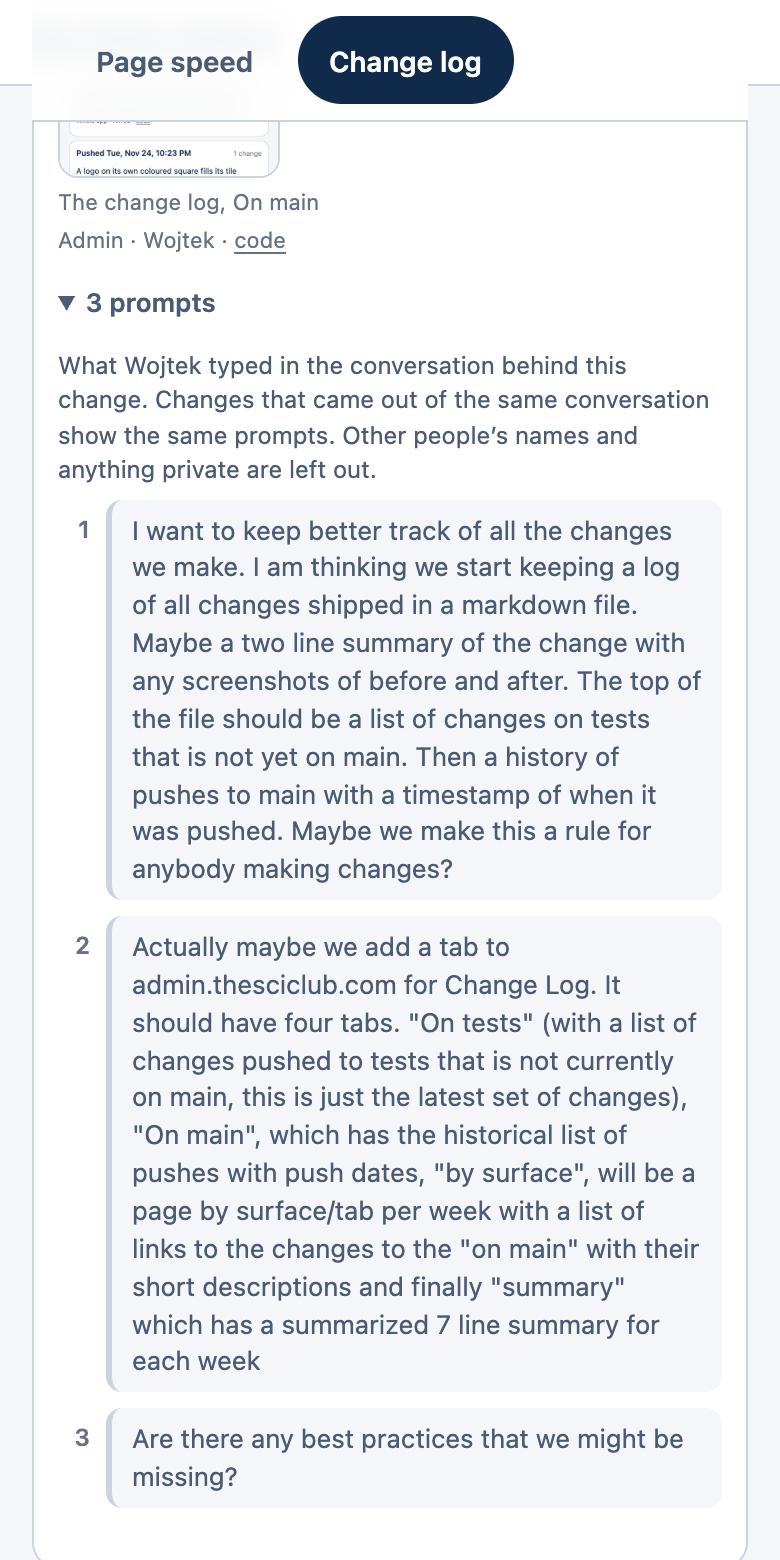 Page speed
Change log
Pushed Tue, Nov 24, 10:23 PM
1 change
A logo on its own coloured square fills its tile
The change log, On main
Admin · Wojtek · code
▼ 3 prompts
What Wojtek typed in the conversation behind this
change. Changes that came out of the same conversation
show the same prompts. Other people’s names and
anything private are left out.
1
I want to keep better track of all the changes
we make. I am thinking we start keeping a log
of all changes shipped in a markdown file.
Maybe a two line summary of the change with
any screenshots of before and after. The top of
the file should be a list of changes on tests
that is not yet on main. Then a history of
pushes to main with a timestamp of when it
was pushed. Maybe we make this a rule for
anybody making changes?
2
Actually maybe we add a tab to
admin.thesciclub.com for Change Log. It
should have four tabs. "On tests" (with a list of
changes pushed to tests that is not currently
on main, this is just the latest set of changes),
"On main", which has the historical list of
pushes with push dates, "by surface", will be a
page by surface/tab per week with a list of
links to the changes to the "on main" with their
short descriptions and finally "summary"
which has a summarized 7 line summary for
each week
3
Are there any best practices that we might be
missing?